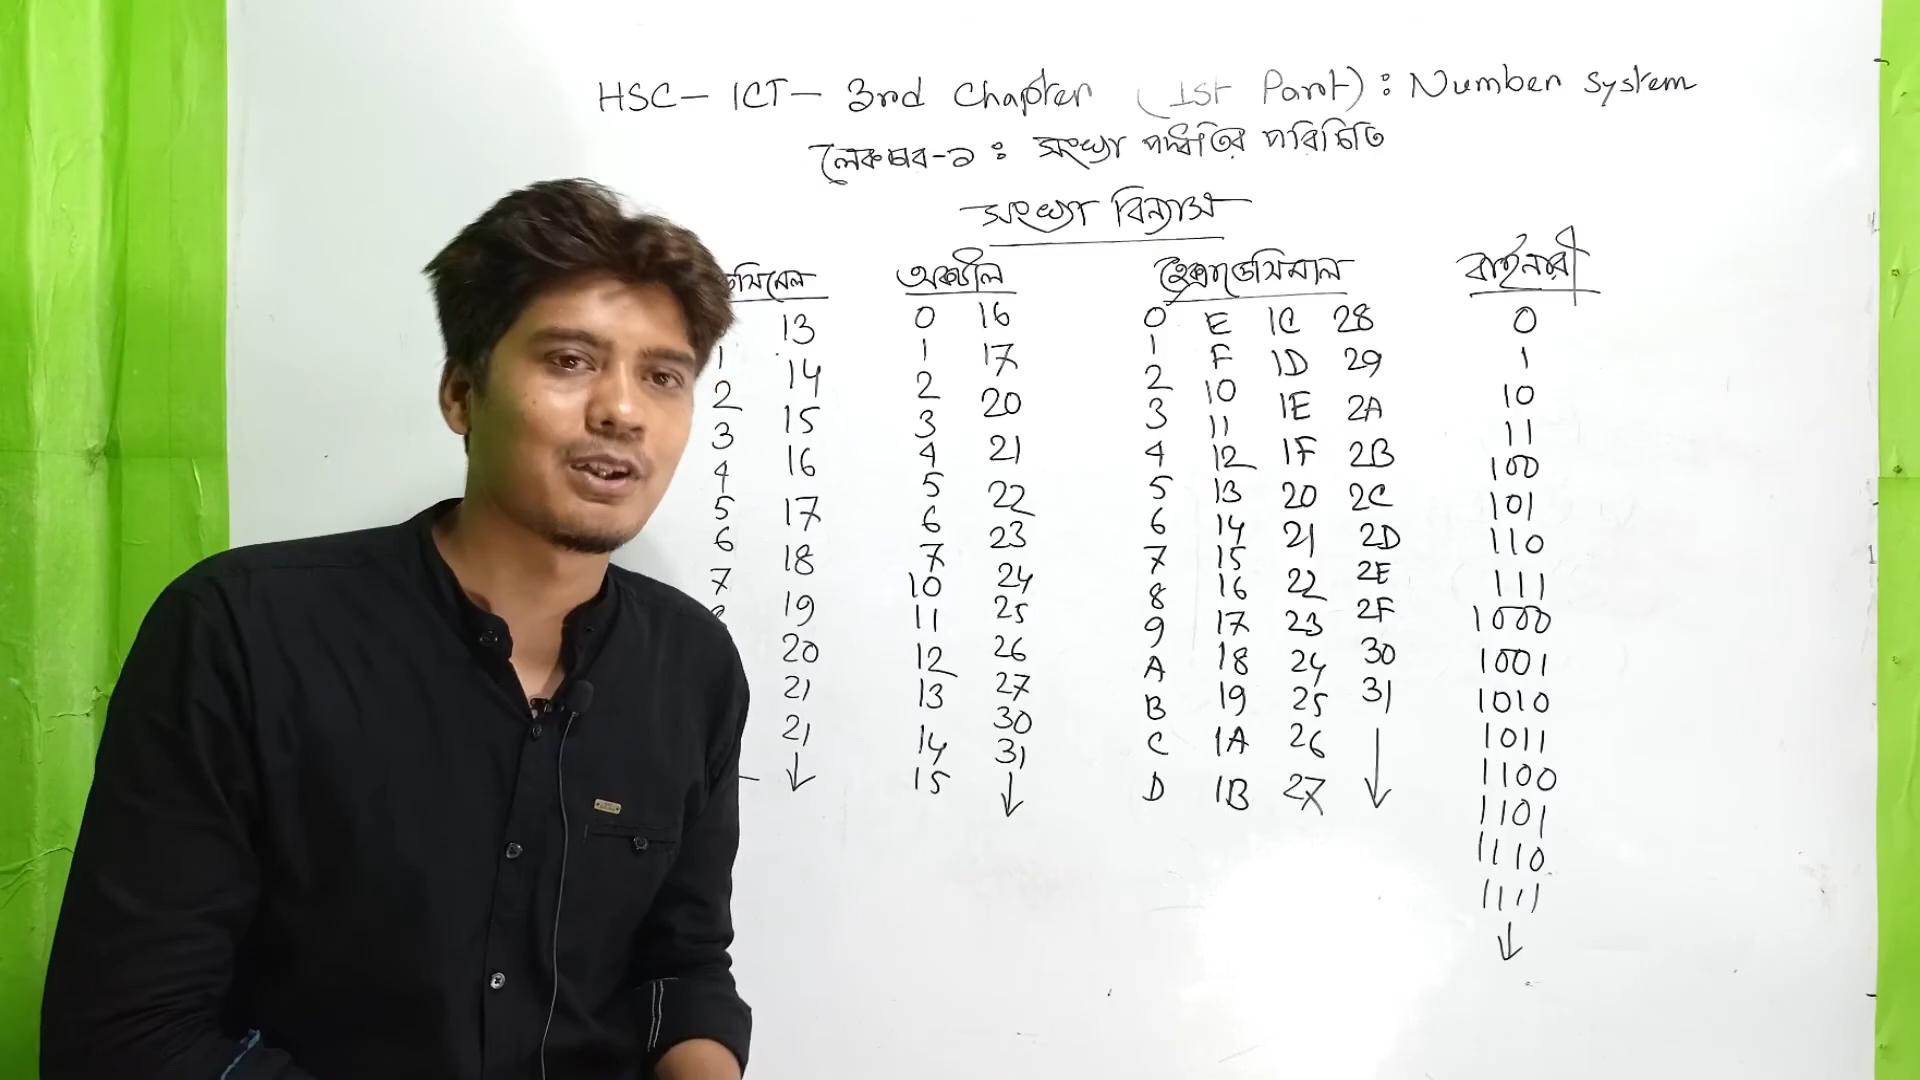 HSC - ICT - 3rd Chapter (1st Part) : Number System
লেকচার-১ : সংখ্যা পদ্ধতির পরিচিতি
সংখ্যা বিন্যাস
ডেসিমেল অকটাল হেক্সাডেসিমাল বাইনারী
13 0 16 0 E 1C 28 0
1 14 1 17 1 F 1D 29 1
2 15 2 20 2 10 1E 2A 10
3 16 3 21 3 11 1F 2B 11
4 17 4 22 4 12 20 2C 100
5 18 5 23 5 13 21 2D 101
6 19 6 24 6 14 22 2E 110
7 20 7 25 7 15 23 2F 111
21 10 26 8 16 24 30 1000
21 11 27 9 17 25 31 1001
12 30 A 18 26 1010
13 31 B 19 27 1011
14 C 1A 1100
15 D 1B 1101
1110
1111